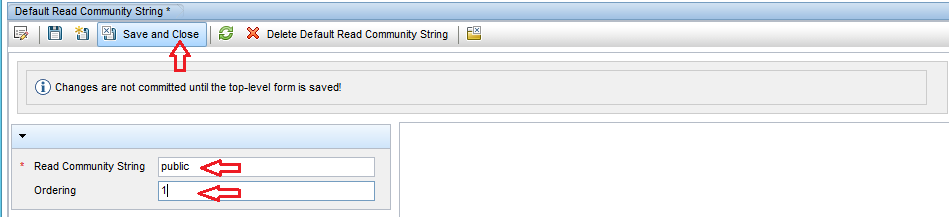 Default Read Community String *
Save and Close Delete Default Read Community String
Changes are not committed until the top-level form is saved!
* Read Community String public
Ordering 1